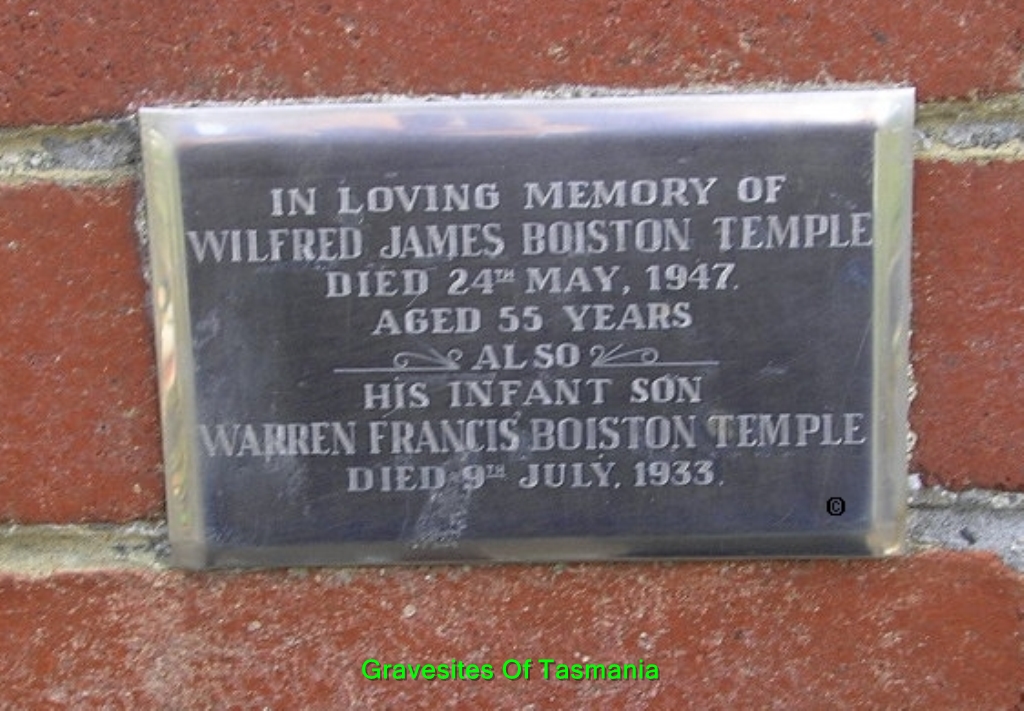 IN LOVING MEMORY OF
WILFRED JAMES BOISTON TEMPLE
DIED 24TH MAY, 1947.
AGED 55 YEARS
ALSO
HIS INFANT SON
WARREN FRANCIS BOISTON TEMPLE
DIED 9TH JULY, 1933.
©
Gravesites Of Tasmania